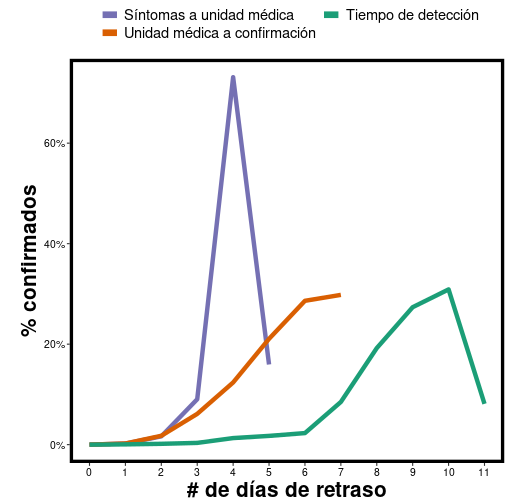 Síntomas a unidad médica
Tiempo de detección
Unidad médica a confirmación
% confirmados
60%
40%
20%
0%
0 1 2 3 4 5 6 7 8 9 10 11
# de días de retraso